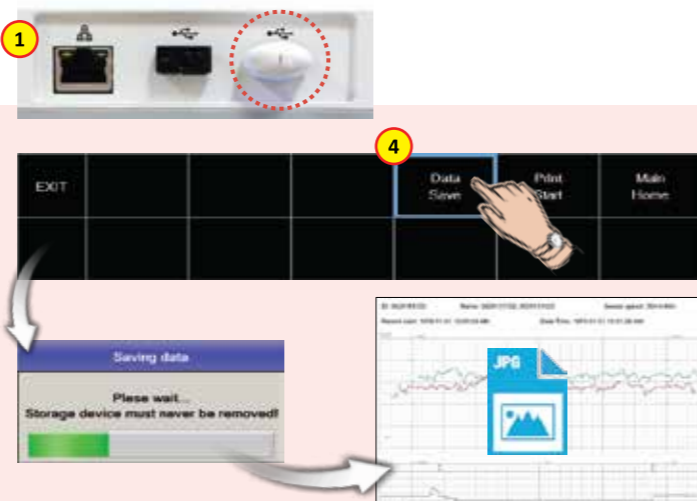 1
4
EXIT
Data
Save
Print
Start
Main
Home
Saving data
Plese wait...
Storage device must never be removed!
JPG